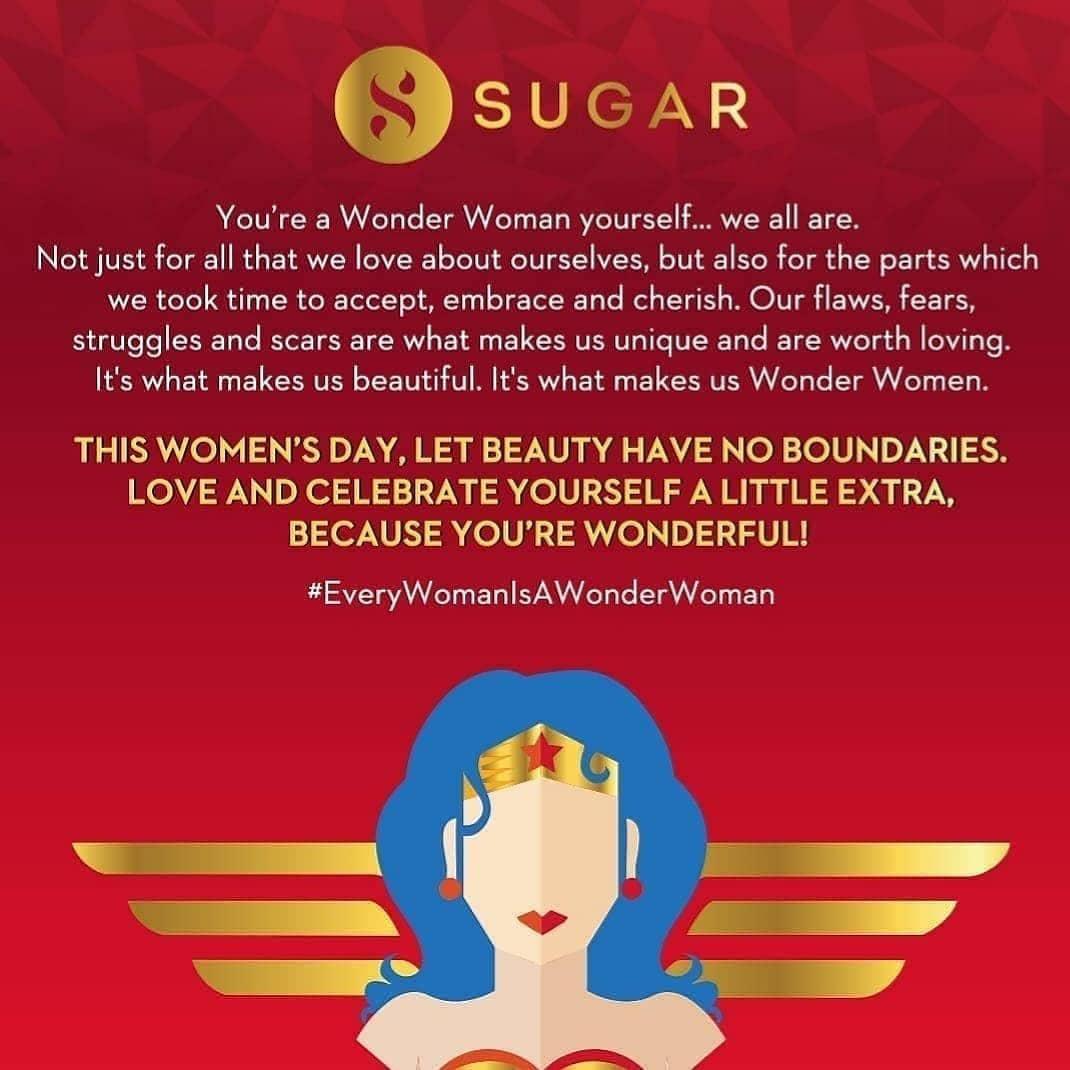 SUGAR
You’re a Wonder Woman yourself... we all are.
Not just for all that we love about ourselves, but also for the parts which
we took time to accept, embrace and cherish. Our flaws, fears,
struggles and scars are what makes us unique and are worth loving.
It's what makes us beautiful. It's what makes us Wonder Women.
THIS WOMEN’S DAY, LET BEAUTY HAVE NO BOUNDARIES.
LOVE AND CELEBRATE YOURSELF A LITTLE EXTRA,
BECAUSE YOU’RE WONDERFUL!
#EveryWomanIsAWonderWoman